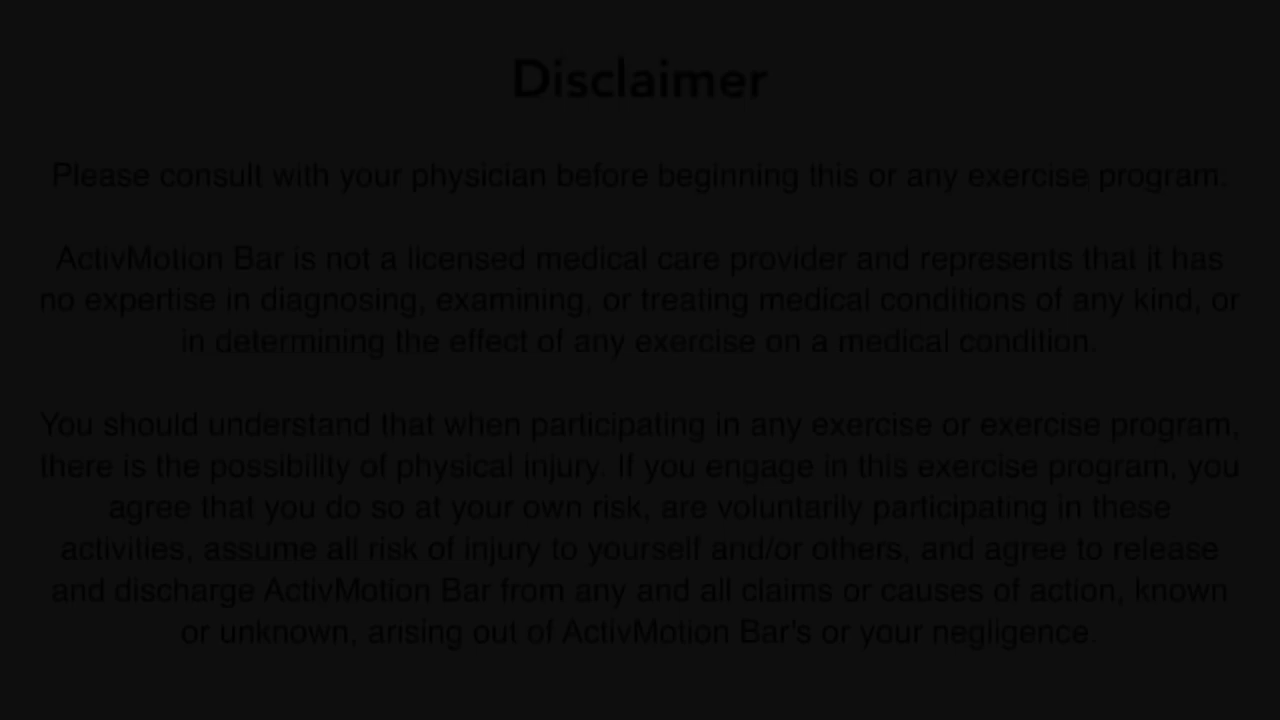 Disclaimer
Please consult with your physician before beginning this or any exercise program.
ActivMotion Bar is not a licensed medical care provider and represents that it has
no expertise in diagnosing, examining, or treating medical conditions of any kind, or
in determining the effect of any exercise on a medical condition.
You should understand that when participating in any exercise or exercise program,
there is the possibility of physical injury. If you engage in this exercise program, you
agree that you do so at your own risk, are voluntarily participating in these
activities, assume all risk of injury to yourself and/or others, and agree to release
and discharge ActivMotion Bar from any and all claims or causes of action, known
or unknown, arising out of ActivMotion Bar's or your negligence.